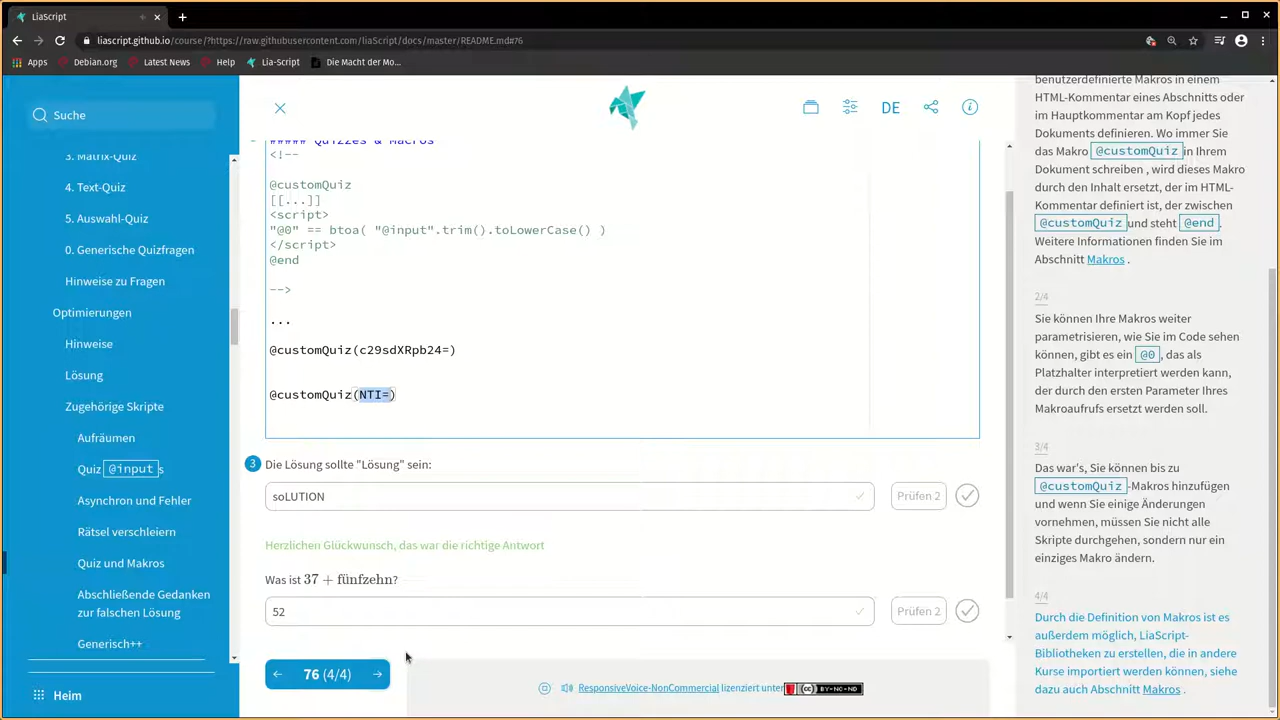 LiaScript
liascript.github.io/course/?https://raw.githubusercontent.com/liaScript/docs/master/README.md#76
Apps
Debian.org
Latest News
Help
Lia-Script
Die Macht der Mo...
Suche
3. Matrix-Quiz
4. Text-Quiz
5. Auswahl-Quiz
0. Generische Quizfragen
Hinweise zu Fragen
Optimierungen
Hinweise
Lösung
Zugehörige Skripte
Aufräumen
Quiz @input s
Asynchron und Fehler
Rätsel verschleiern
Quiz und Makros
Abschließende Gedanken
zur falschen Lösung
Generisch++
Heim
DE
##### Quizzes & Macros
<!--
@customQuiz
[[...]]
<script>
"@0" == btoa( "@input".trim().toLowerCase() )
</script>
@end
-->
...
@customQuiz(c29sdXRpb24=)
@customQuiz(NTI=)
3 Die Lösung sollte "Lösung" sein:
soLUTION
Prüfen 2
Herzlichen Glückwunsch, das war die richtige Antwort
Was ist 37 + fünfzehn?
52
Prüfen 2
← 76 (4/4) →
ResponsiveVoice-NonCommercial lizenziert unter
cc BY-NC-ND
benutzerdefinierte Makros in einem
HTML-Kommentar eines Abschnitts oder
im Hauptkommentar am Kopf jedes
Dokuments definieren. Wo immer Sie
das Makro @customQuiz in Ihrem
Dokument schreiben , wird dieses Makro
durch den Inhalt ersetzt, der im HTML-
Kommentar definiert ist, der zwischen
@customQuiz und steht @end .
Weitere Informationen finden Sie im
Abschnitt Makros .
2/4
Sie können Ihre Makros weiter
parametrisieren, wie Sie im Code sehen
können, gibt es ein @0 , das als
Platzhalter interpretiert werden kann,
der durch den ersten Parameter Ihres
Makroaufrufs ersetzt werden soll.
3/4
Das war's, Sie können bis zu
@customQuiz -Makros hinzufügen
und wenn Sie einige Änderungen
vornehmen, müssen Sie nicht alle
Skripte durchgehen, sondern nur ein
einziges Makro ändern.
4/4
Durch die Definition von Makros ist es
außerdem möglich, LiaScript-
Bibliotheken zu erstellen, die in andere
Kurse importiert werden können, siehe
dazu auch Abschnitt Makros .